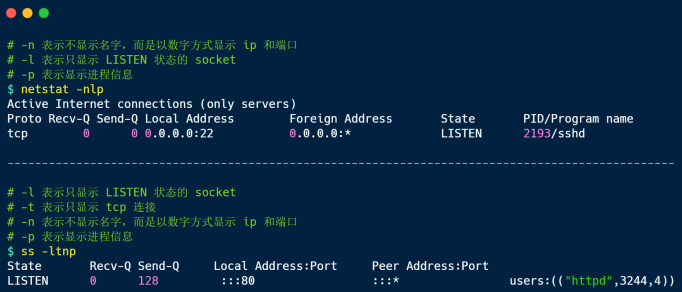 # -n 表示不显示名字，而是以数字方式显示 ip 和端口
# -l 表示只显示 LISTEN 状态的 socket
# -p 表示显示进程信息
$ netstat -nlp
Active Internet connections (only servers)
Proto Recv-Q Send-Q Local Address        Foreign Address       State       PID/Program name
tcp        0      0 0.0.0.0:22           0.0.0.0:*             LISTEN      2193/sshd
--------------------------------------------------------------------------------------------------
# -l 表示只显示 LISTEN 状态的 socket
# -t 表示只显示 tcp 连接
# -n 表示不显示名字，而是以数字方式显示 ip 和端口
# -p 表示显示进程信息
$ ss -ltnp
State       Recv-Q Send-Q     Local Address:Port     Peer Address:Port
LISTEN      0      128         :::80                 :::*                users:(("httpd",3244,4))